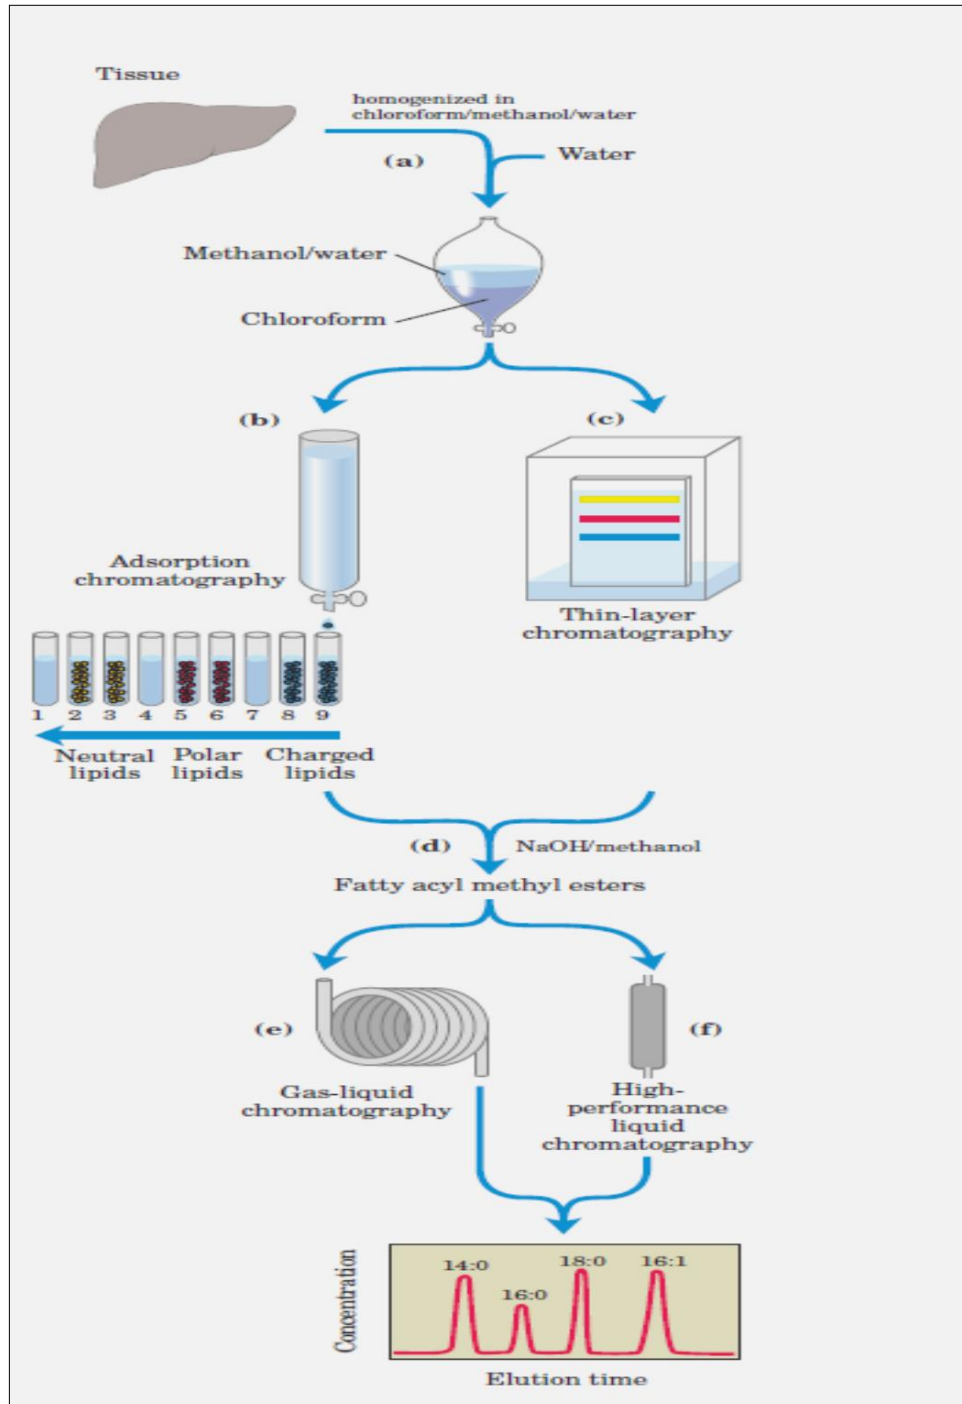 Tissue
homogenized in
chloroform/methanol/water
(a)
Water
Methanol/water
Chloroform
(b)
(c)
Adsorption
chromatography
Thin-layer
chromatography
1 2 3 4 5 6 7 8 9
Neutral Polar Charged
lipids lipids lipids
(d) NaOH/methanol
Fatty acyl methyl esters
(e)
(f)
Gas-liquid
chromatography
High-
performance
liquid
chromatography
Concentration
14:0 16:0 18:0 16:1
Elution time